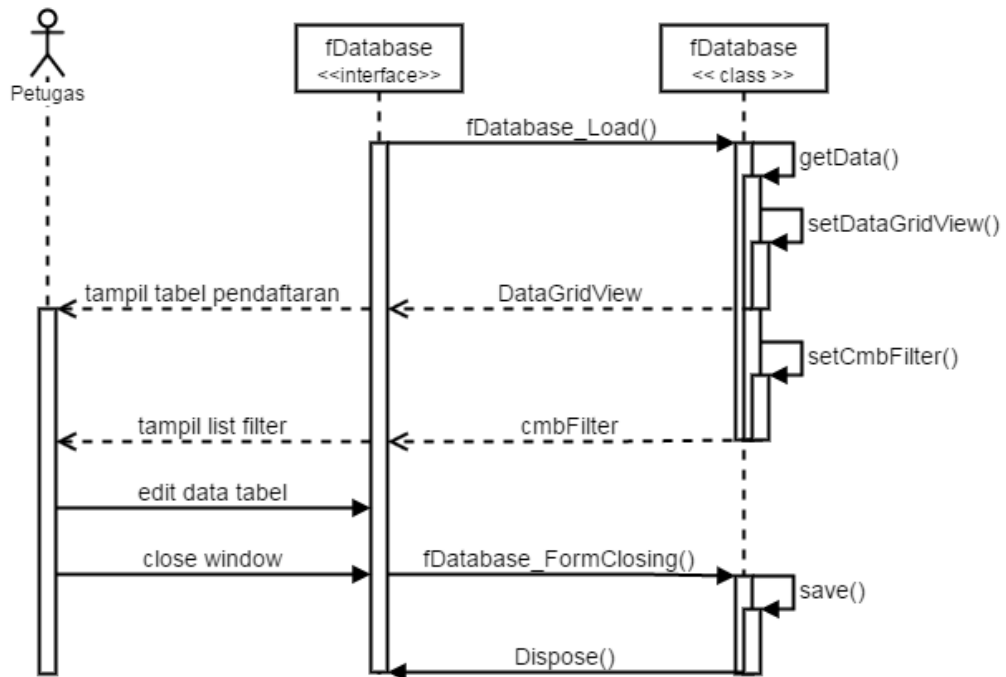 fDatabase
<<interface>>
fDatabase
<< class >>
Petugas
fDatabase_Load()
getData()
setDataGridView()
tampil tabel pendaftaran
DataGridView
setCmbFilter()
tampil list filter
cmbFilter
edit data tabel
close window
fDatabase_FormClosing()
save()
Dispose()